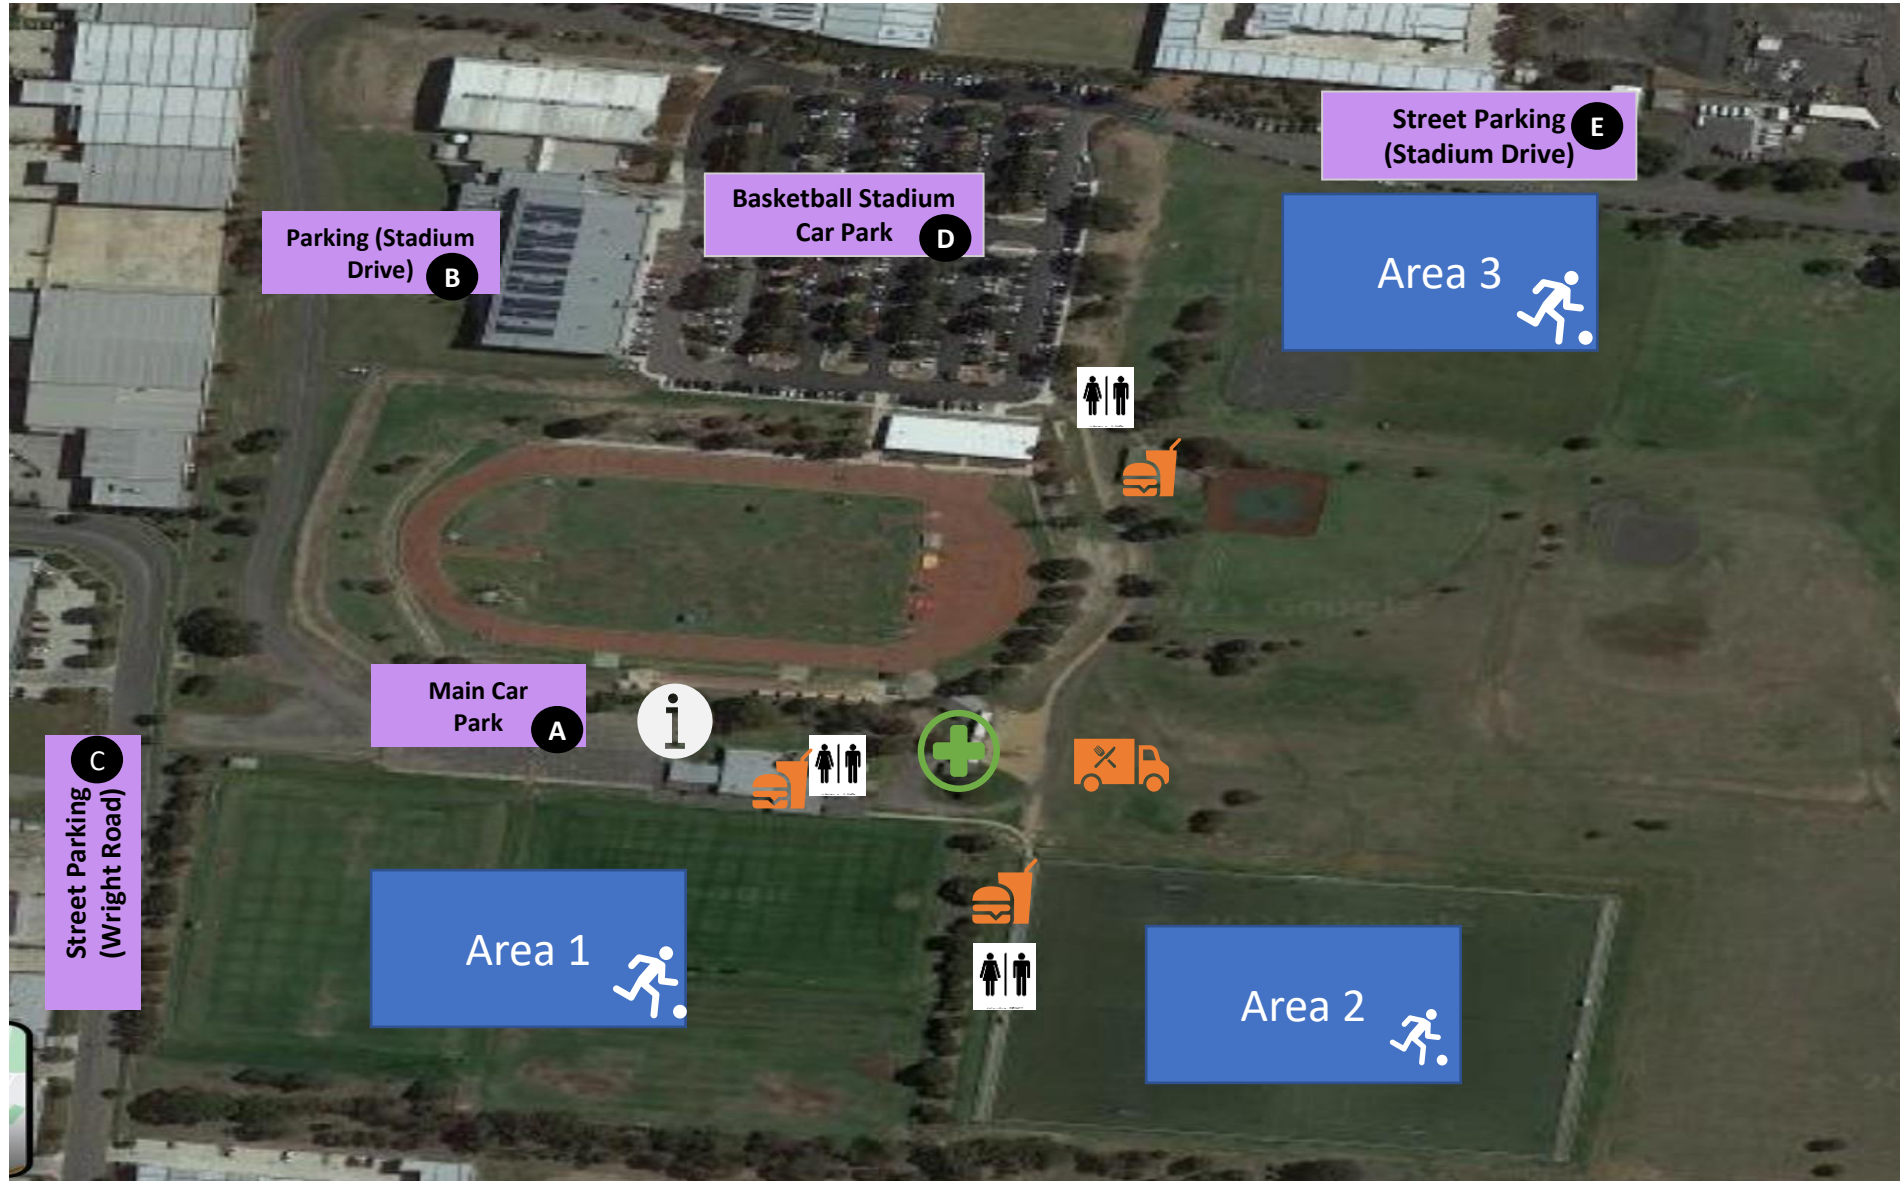 Street Parking
(Stadium Drive)
E
Basketball Stadium
Car Park
D
Parking (Stadium
Drive)
B
Area 3
Main Car
Park
A
i
C
Street Parking
(Wright Road)
Area 1
Area 2